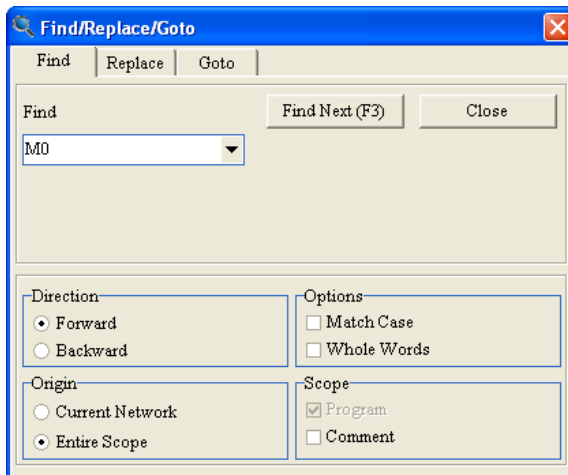 Find/Replace/Goto
Find Replace Goto
Find Find Next (F3) Close
M0
Direction
Forward
Backward
Options
Match Case
Whole Words
Origin
Current Network
Entire Scope
Scope
Program
Comment